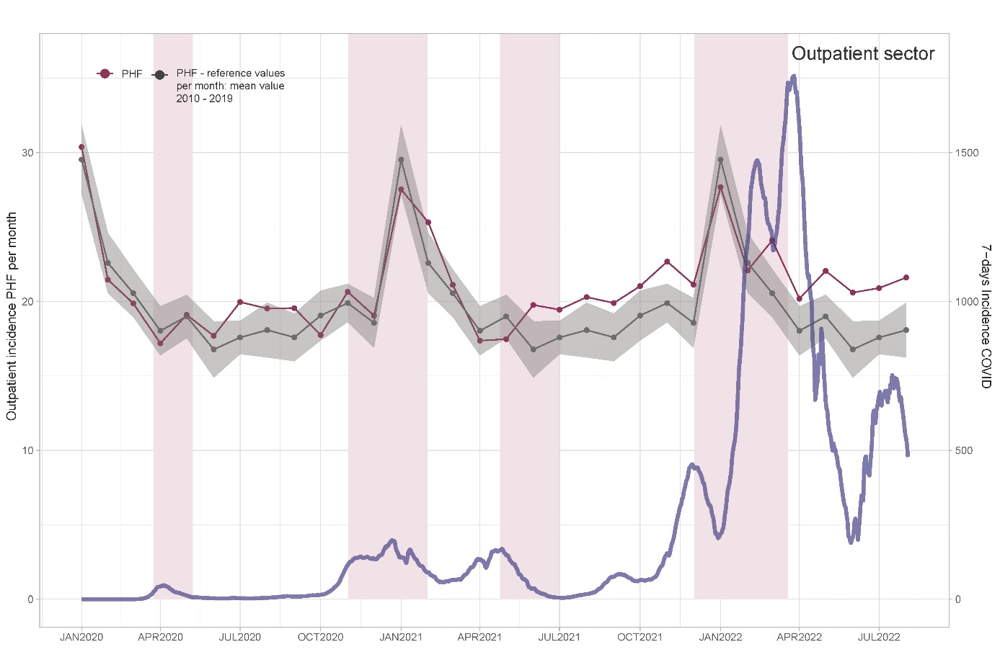 Outpatient sector
PHF
PHF - reference values
per month: mean value
2010 - 2019
Outpatient incidence PHF per month
30
20
10
0
7-days Incidence COVID
1500
1000
500
0
JAN2020
APR2020
JUL2020
OCT2020
JAN2021
APR2021
JUL2021
OCT2021
JAN2022
APR2022
JUL2022